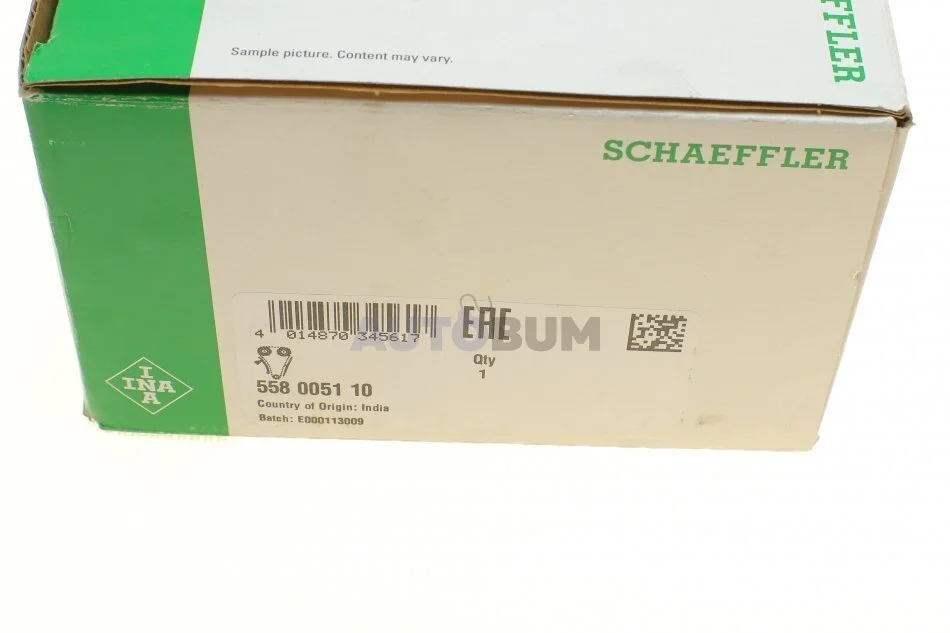 Sample picture. Content may vary.
SCHAEFFLER
SCHAEFFLER
4 014870 345617
EAC
AUTOBUM
Qty
1
558 0051 10
Country of Origin: India
Batch: E000113009
I
INA
A